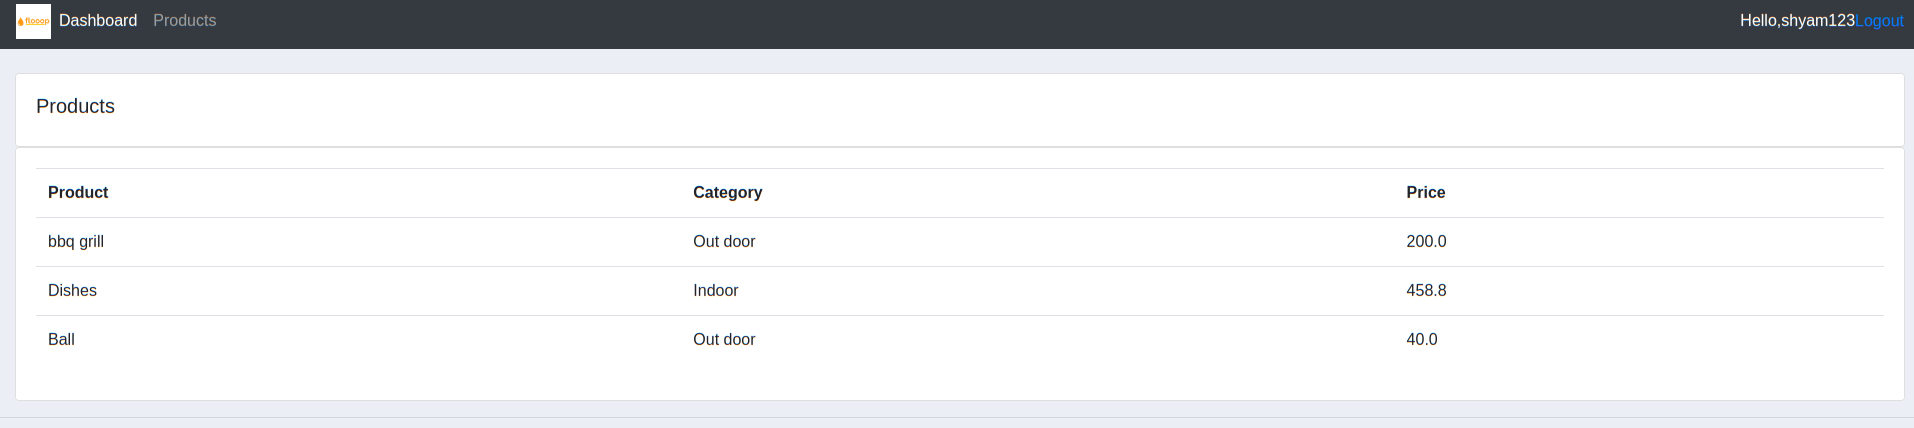 floopp Dashboard Products Hello,shyam123Logout
Products
Product Category Price
bbq grill Out door 200.0
Dishes Indoor 458.8
Ball Out door 40.0